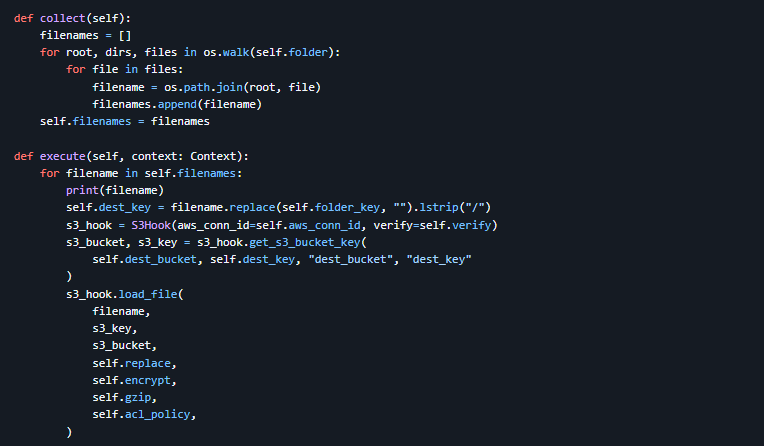 def collect(self):
    filenames = []
    for root, dirs, files in os.walk(self.folder):
        for file in files:
            filename = os.path.join(root, file)
            filenames.append(filename)
    self.filenames = filenames

def execute(self, context: Context):
    for filename in self.filenames:
        print(filename)
        self.dest_key = filename.replace(self.folder_key, "").lstrip("/")
        s3_hook = S3Hook(aws_conn_id=self.aws_conn_id, verify=self.verify)
        s3_bucket, s3_key = s3_hook.get_s3_bucket_key(
            self.dest_bucket, self.dest_key, "dest_bucket", "dest_key"
        )
        s3_hook.load_file(
            filename,
            s3_key,
            s3_bucket,
            self.replace,
            self.encrypt,
            self.gzip,
            self.acl_policy,
        )